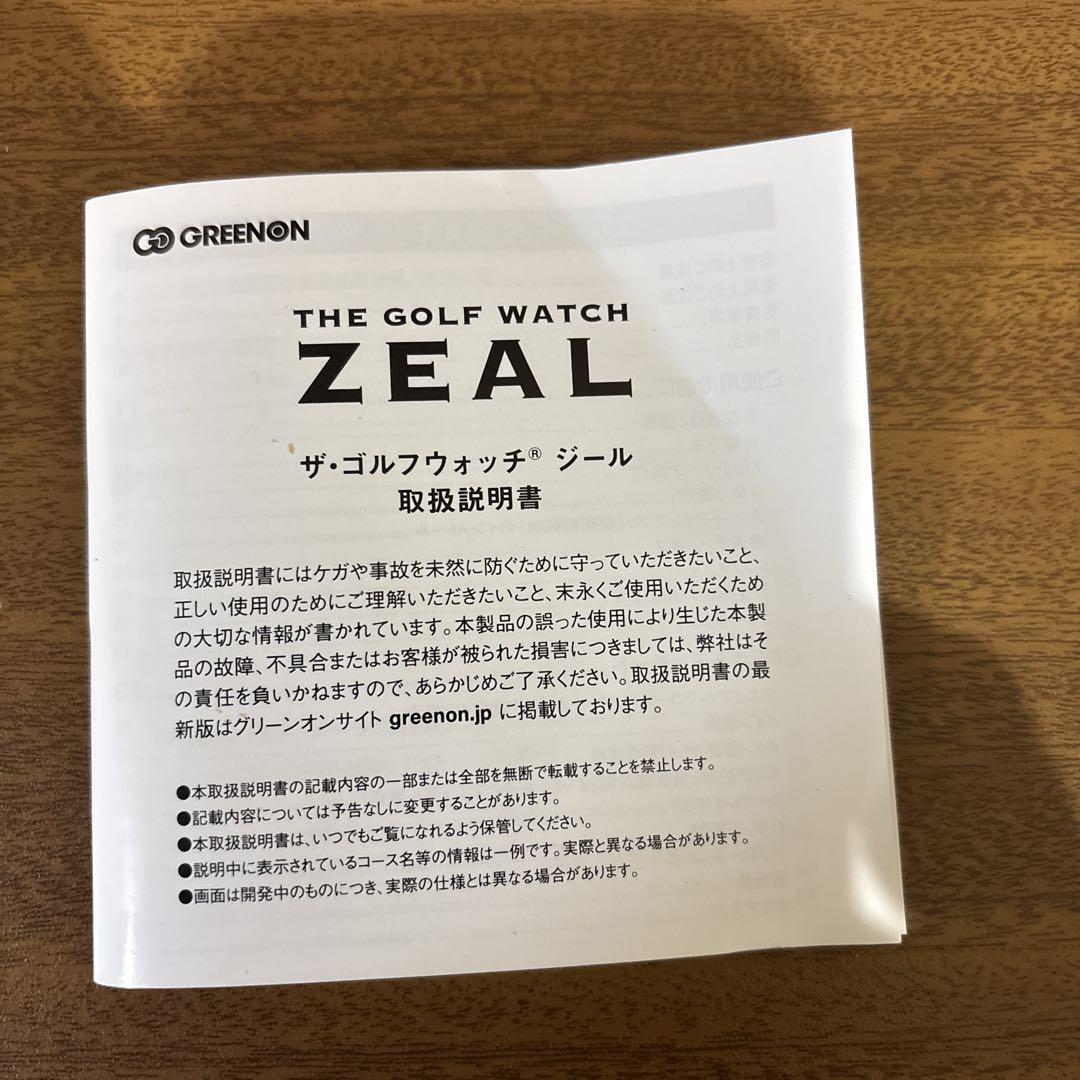 GREENON
THE GOLF WATCH
ZEAL
ザ・ゴルフウォッチ® ジール
取扱説明書
取扱説明書にはケガや事故を未然に防ぐために守っていただきたいこと、
正しい使用のためにご理解いただきたいこと、末永くご使用いただくため
の大切な情報が書かれています。本製品の誤った使用により生じた本製
品の故障、不具合またはお客様が被られた損害につきましては、弊社はそ
の責任を負いかねますので、あらかじめご了承ください。取扱説明書の最
新版はグリーンオンサイト greenon.jp に掲載しております。
●本取扱説明書の記載内容の一部または全部を無断で転載することを禁止します。
●記載内容については予告なしに変更することがあります。
●本取扱説明書は、いつでもご覧になれるよう保管してください。
●説明中に表示されているコース名等の情報は一例です。実際と異なる場合があります。
●画面は開発中のものにつき、実際の仕様とは異なる場合があります。